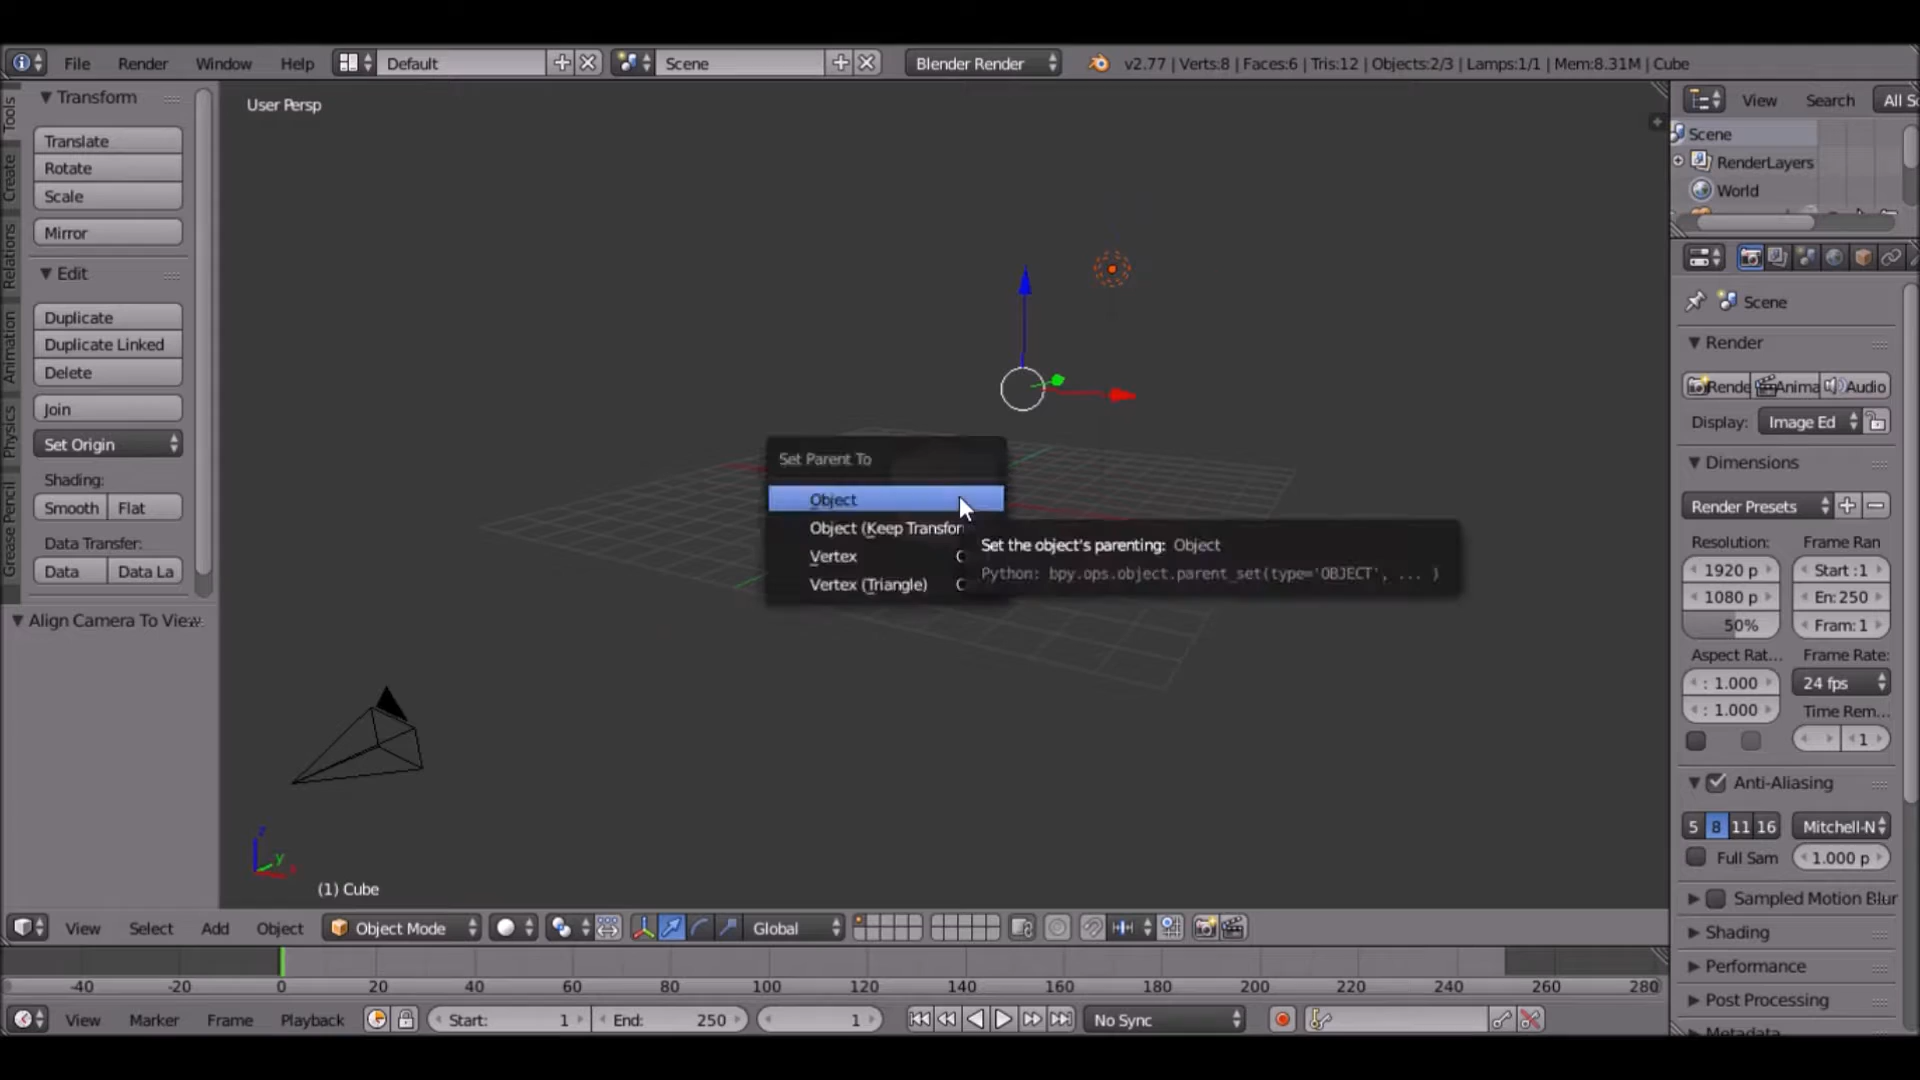 File Render Window Help Default Scene Blender Render v2.77 | Verts:8 | Faces:6 | Tris:12 | Objects:2/3 | Lamps:1/1 | Mem:8.31M | Cube
Tools
Create
Relations
Animation
Physics
Grease Pencil
Transform
Translate
Rotate
Scale
Mirror
Edit
Duplicate
Duplicate Linked
Delete
Join
Set Origin
Shading:
Smooth Flat
Data Transfer:
Data Data La
Align Camera To View
User Persp
Set Parent To
Object
Object (Keep Transfor
Vertex C
Vertex (Triangle) C
Set the object's parenting: Object
Python: bpy.ops.object.parent_set(type='OBJECT', ... )
z
y
x
(1) Cube
View Search All Sc
Scene
RenderLayers
World
Scene
Render
Rende Anima Audio
Display: Image Ed
Dimensions
Render Presets
Resolution: Frame Ran
1920 p Start :1
1080 p En: 250
50% Fram: 1
Aspect Rat... Frame Rate:
: 1.000 24 fps
: 1.000 Time Rem...
1
Anti-Aliasing
5 8 11 16 Mitchell-N
Full Sam 1.000 p
Sampled Motion Blur
Shading
Performance
Post Processing
Metadata
View Select Add Object Object Mode Global
-40 -20 0 20 40 60 80 100 120 140 160 180 200 220 240 260 280
View Marker Frame Playback Start: 1 End: 250 1 No Sync